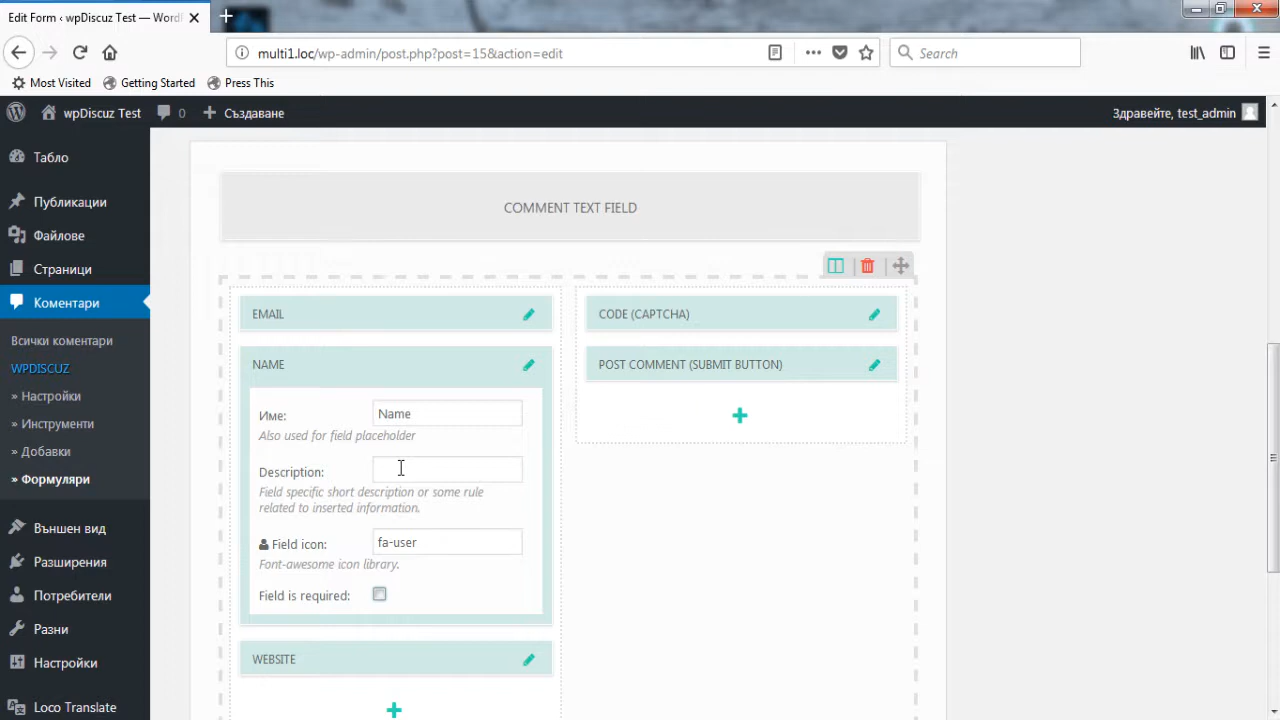 Edit Form ‹ wpDiscuz Test — WordP
multi1.loc/wp-admin/post.php?post=15&action=edit
Search
Most Visited
Getting Started
Press This
wpDiscuz Test
0
Създаване
Здравейте, test_admin
Табло
Публикации
Файлове
Страници
Коментари
Всички коментари
WPDISCUZ
» Настройки
» Инструменти
» Добавки
» Формуляри
Външен вид
Разширения
Потребители
Разни
Настройки
Loco Translate
COMMENT TEXT FIELD
EMAIL
NAME
Име:
Name
Also used for field placeholder
Description:
Field specific short description or some rule
related to inserted information.
Field icon:
fa-user
Font-awesome icon library.
Field is required:
WEBSITE
CODE (CAPTCHA)
POST COMMENT (SUBMIT BUTTON)